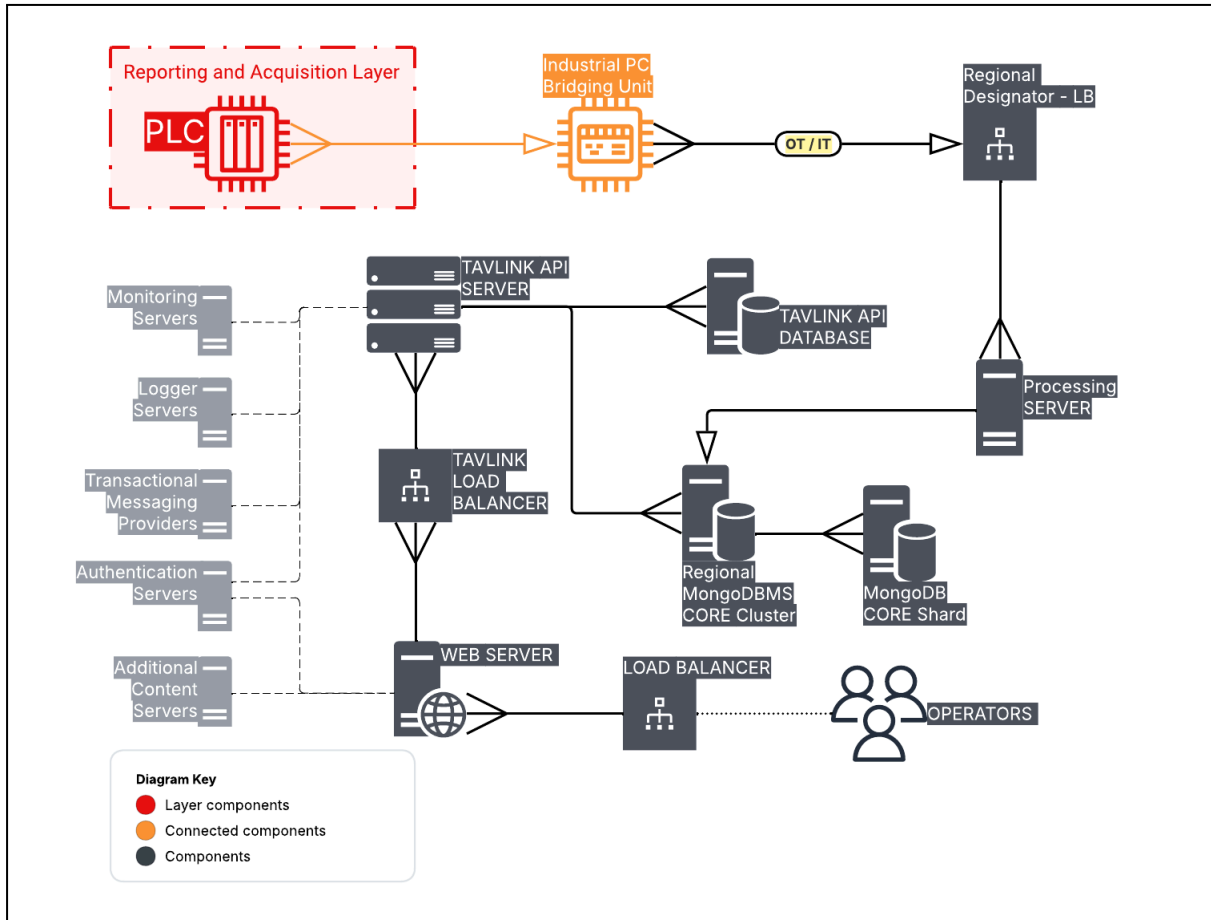 Reporting and Acquisition Layer
PLC
Industrial PC
Bridging Unit
OT / IT
Regional
Designator - LB
TAVLINK API
SERVER
TAVLINK API
DATABASE
Monitoring
Servers
Logger
Servers
Transactional
Messaging
Providers
Authentication
Servers
Additional
Content
Servers
Processing
SERVER
TAVLINK
LOAD
BALANCER
Regional
MongoDBMS
CORE Cluster
MongoDB
CORE Shard
WEB SERVER
LOAD BALANCER
OPERATORS
Diagram Key
Layer components
Connected components
Components